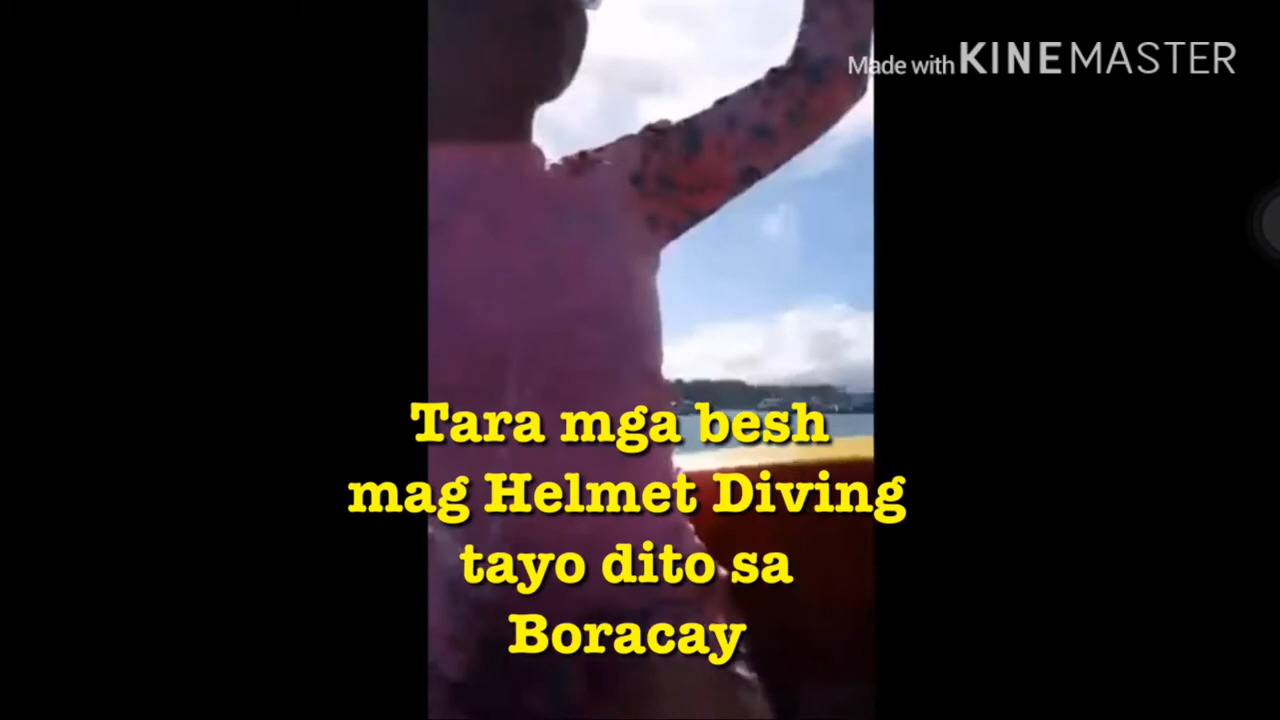 Made with KINEMASTER
Tara mga besh
mag Helmet Diving
tayo dito sa
Boracay